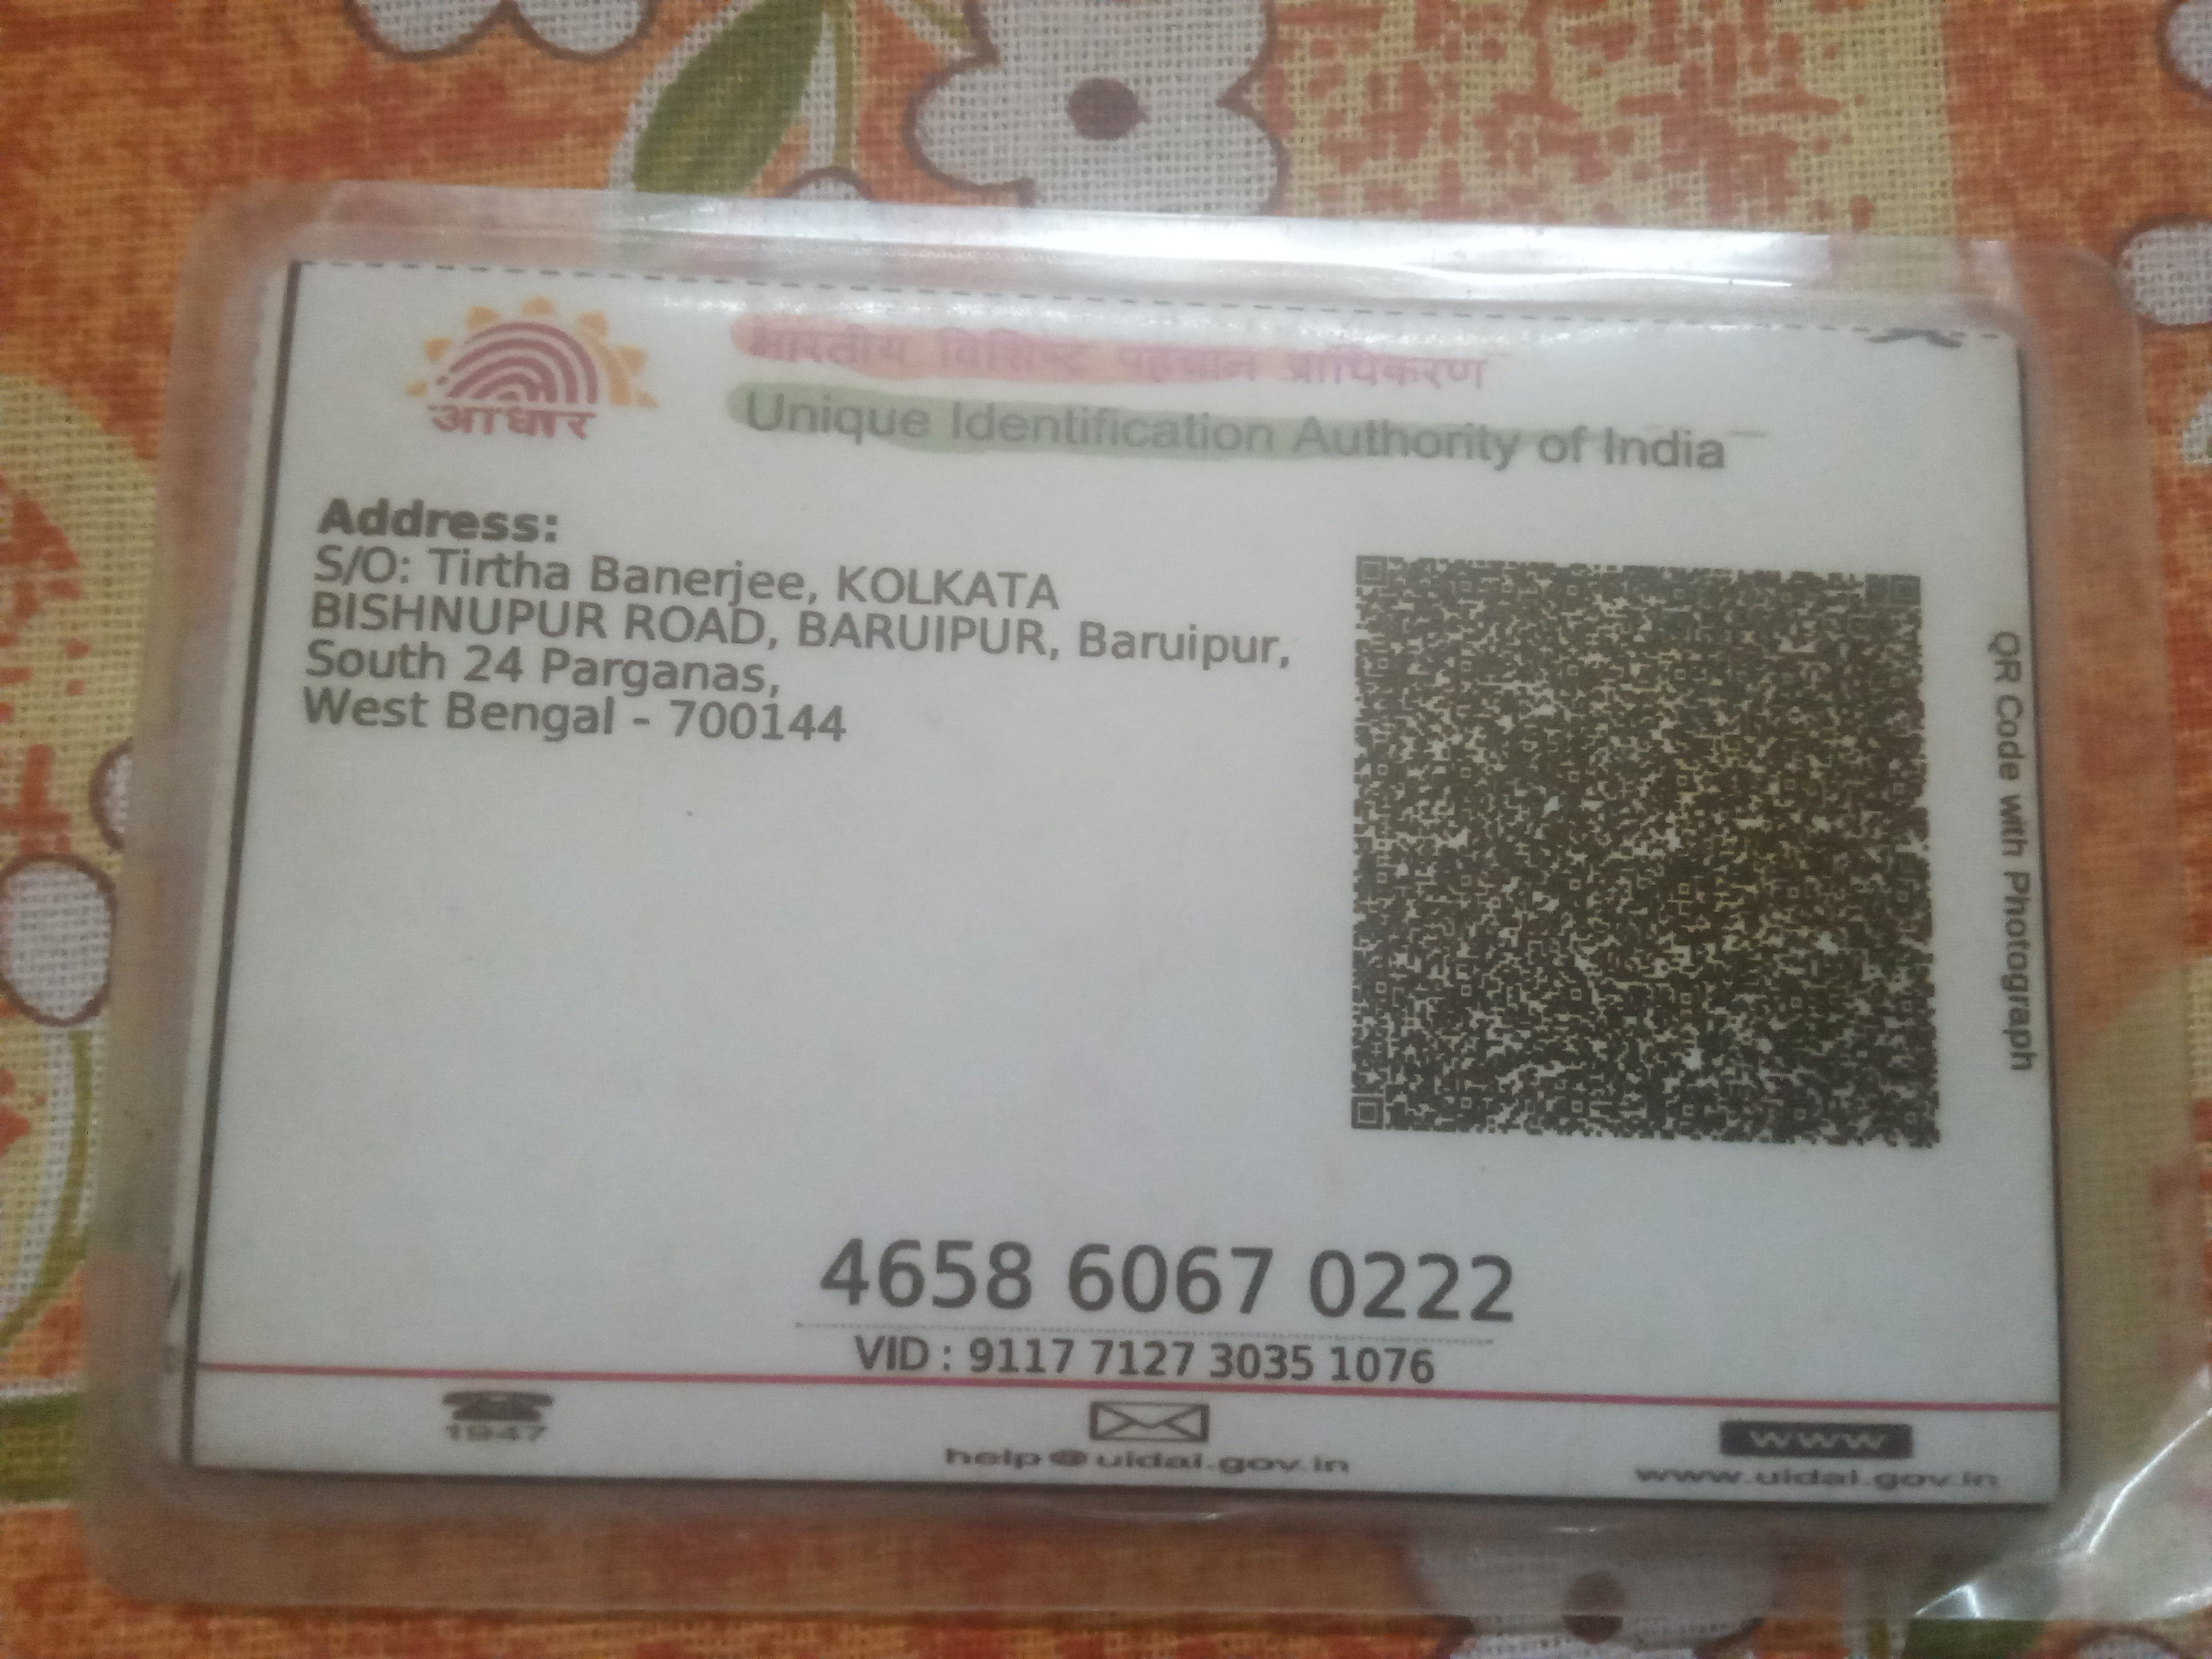 आधार
भारतीय विशिष्ट पहचान प्राधिकरण
Unique Identification Authority of India
Address:
S/O: Tirtha Banerjee, KOLKATA
BISHNUPUR ROAD, BARUIPUR, Baruipur,
South 24 Parganas,
West Bengal - 700144
QR Code with Photograph
4658 6067 0222
VID : 9117 7127 3035 1076
1947
help@uidai.gov.in
www
www.uidai.gov.in